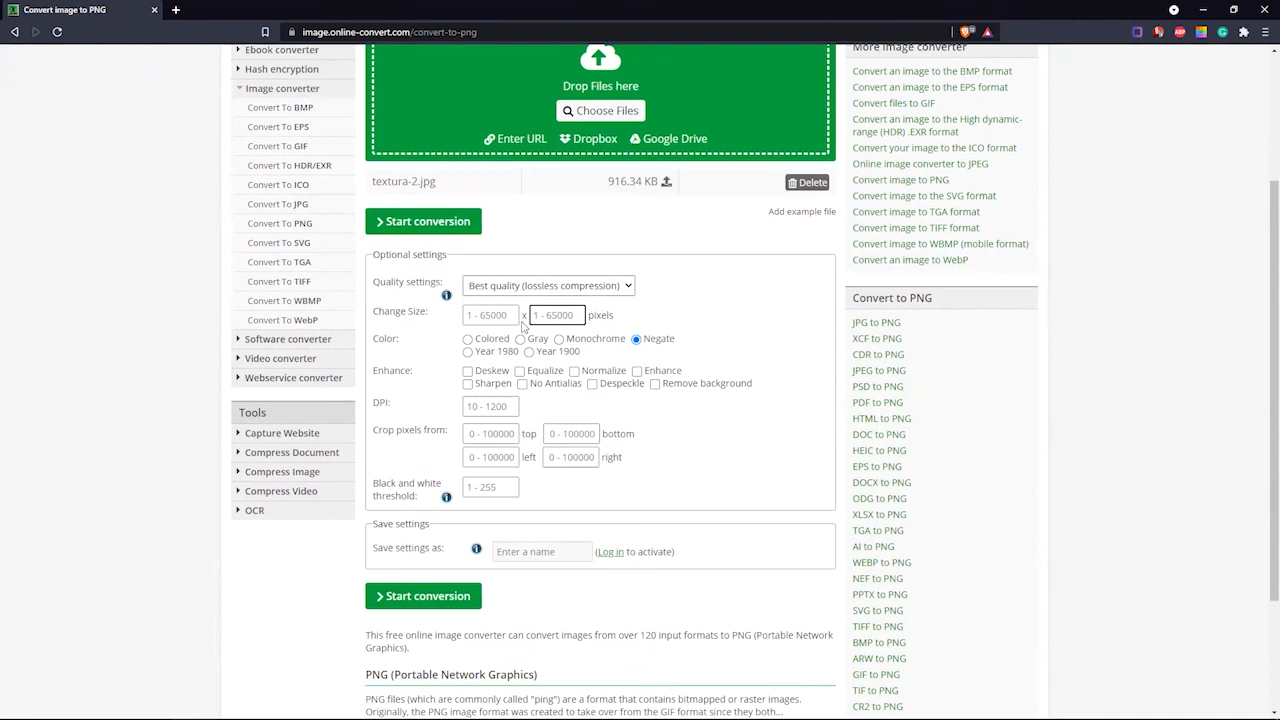 Convert image to PNG
image.online-convert.com/convert-to-png
Ebook converter
Hash encryption
Image converter
Convert To BMP
Convert To EPS
Convert To GIF
Convert To HDR/EXR
Convert To ICO
Convert To JPG
Convert To PNG
Convert To SVG
Convert To TGA
Convert To TIFF
Convert To WBMP
Convert To WebP
Software converter
Video converter
Webservice converter
Tools
Capture Website
Compress Document
Compress Image
Compress Video
OCR
Drop Files here
Choose Files
Enter URL Dropbox Google Drive
textura-2.jpg 916.34 KB Delete
Start conversion
Add example file
Optional settings
Quality settings: Best quality (lossless compression)
Change Size: 1 - 65000 x 1 - 65000 pixels
Color: Colored Gray Monochrome Negate
Year 1980 Year 1900
Enhance: Deskew Equalize Normalize Enhance
Sharpen No Antialias Despeckle Remove background
DPI: 10 - 1200
Crop pixels from: 0 - 100000 top 0 - 100000 bottom
0 - 100000 left 0 - 100000 right
Black and white
threshold: 1 - 255
Save settings
Save settings as: Enter a name (Log in to activate)
Start conversion
This free online image converter can convert images from over 120 input formats to PNG (Portable Network
Graphics).
PNG (Portable Network Graphics)
PNG files (which are commonly called "ping") are a format that contains bitmapped or raster images.
Originally, the PNG image format was created to take over from the GIF format since they both...
More image converter
Convert an image to the BMP format
Convert an image to the EPS format
Convert files to GIF
Convert an image to the High dynamic-
range (HDR) .EXR format
Convert your image to the ICO format
Online image converter to JPEG
Convert image to PNG
Convert image to the SVG format
Convert image to TGA format
Convert image to TIFF format
Convert image to WBMP (mobile format)
Convert an image to WebP
Convert to PNG
JPG to PNG
XCF to PNG
CDR to PNG
JPEG to PNG
PSD to PNG
PDF to PNG
HTML to PNG
DOC to PNG
HEIC to PNG
EPS to PNG
DOCX to PNG
ODG to PNG
XLSX to PNG
TGA to PNG
AI to PNG
WEBP to PNG
NEF to PNG
PPTX to PNG
SVG to PNG
TIFF to PNG
BMP to PNG
ARW to PNG
GIF to PNG
TIF to PNG
CR2 to PNG